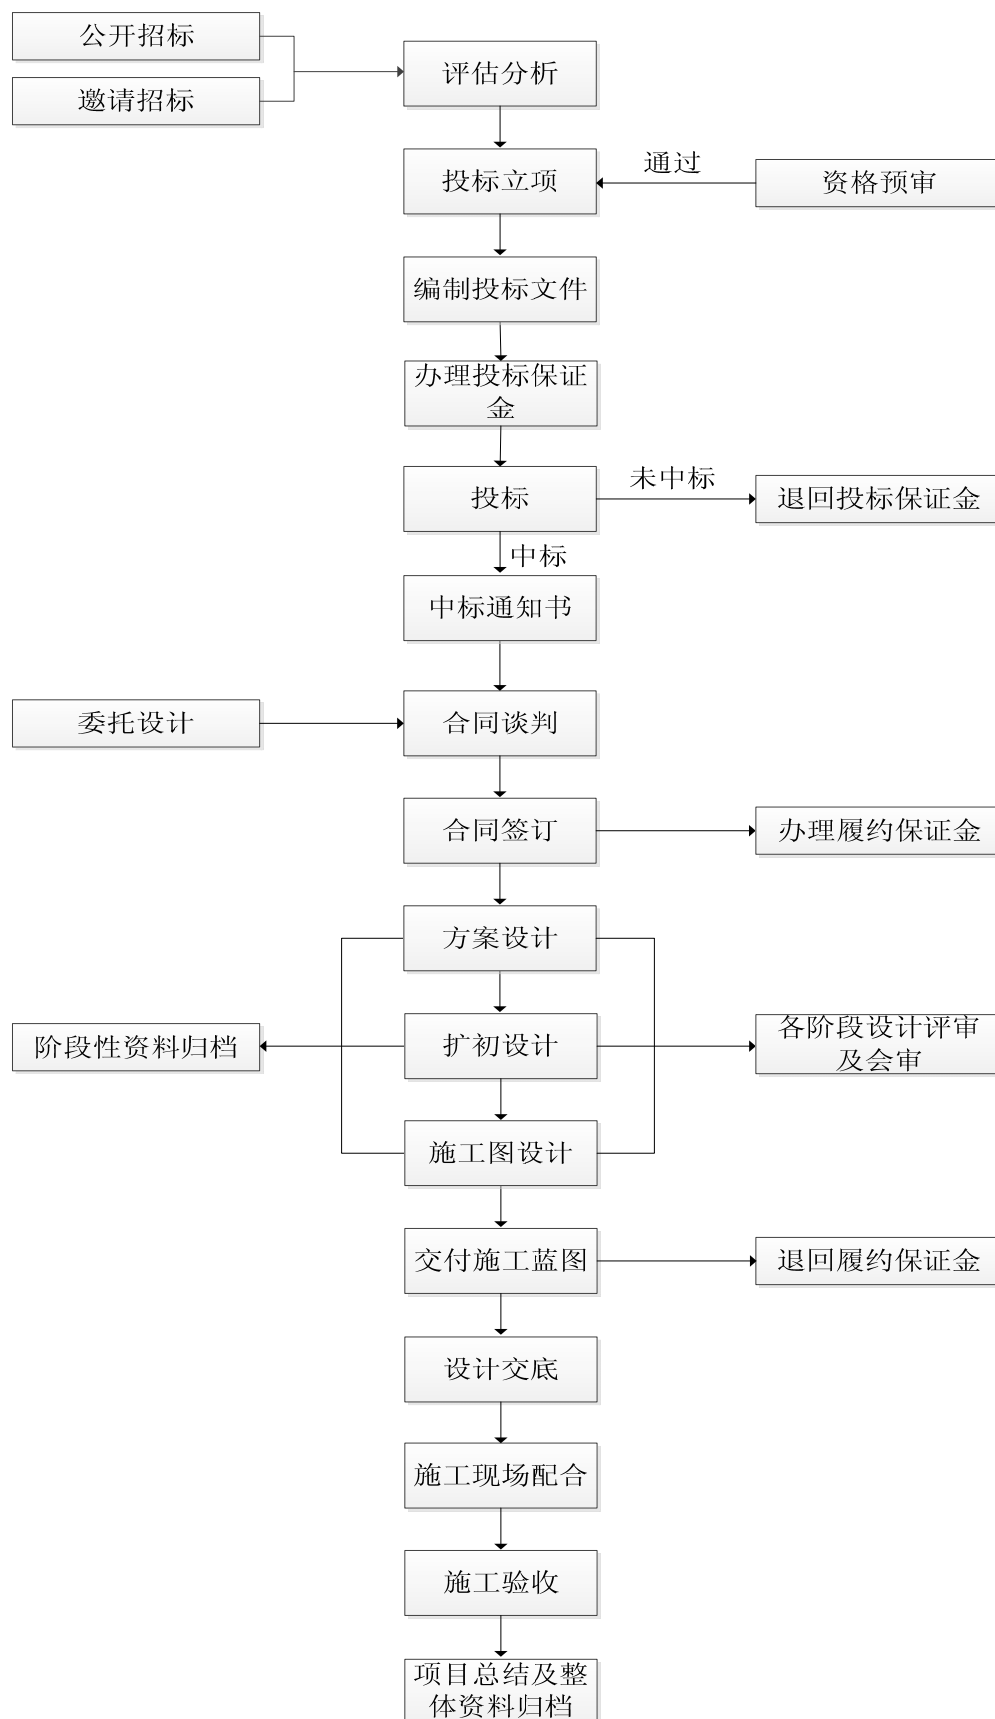 公开招标
邀请招标
评估分析
投标立项
通过
资格预审
编制投标文件
办理投标保证
金
投标
未中标
退回投标保证金
中标
中标通知书
委托设计
合同谈判
合同签订
办理履约保证金
方案设计
阶段性资料归档
扩初设计
各阶段设计评审
及会审
施工图设计
交付施工蓝图
退回履约保证金
设计交底
施工现场配合
施工验收
项目总结及整
体资料归档